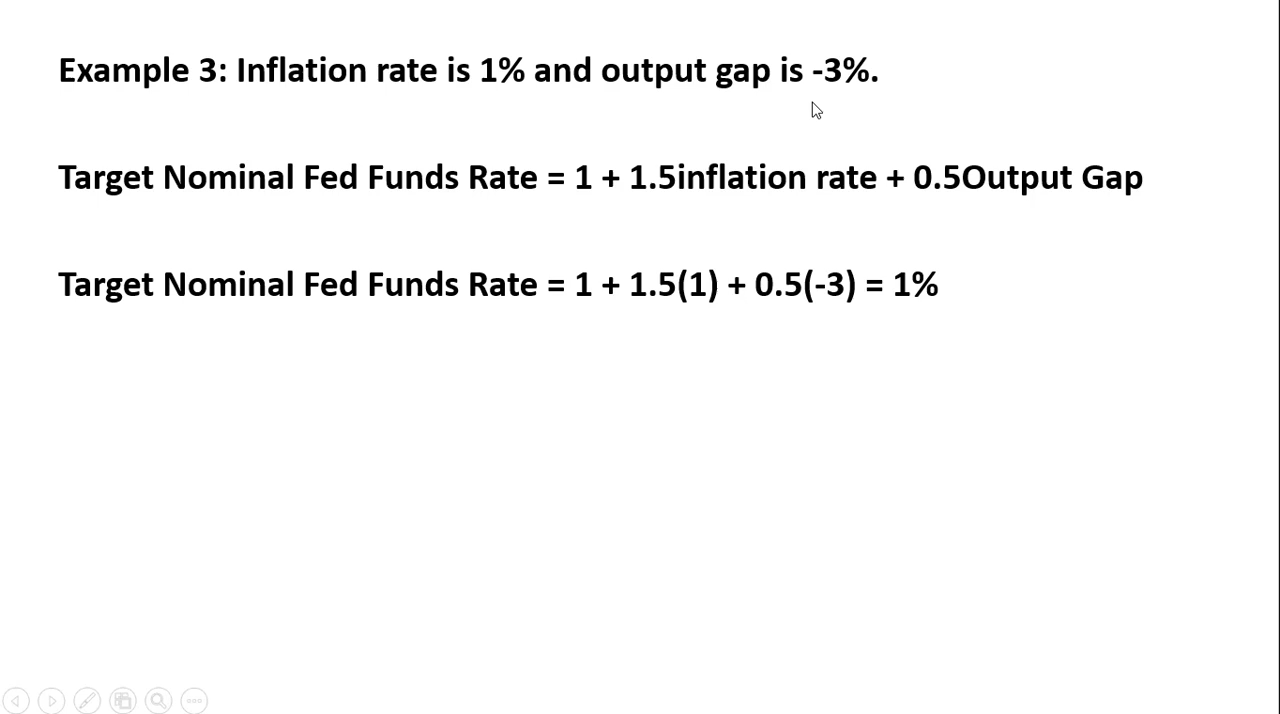 Example 3: Inflation rate is 1% and output gap is -3%.
Target Nominal Fed Funds Rate = 1 + 1.5inflation rate + 0.5Output Gap
Target Nominal Fed Funds Rate = 1 + 1.5(1) + 0.5(-3) = 1%